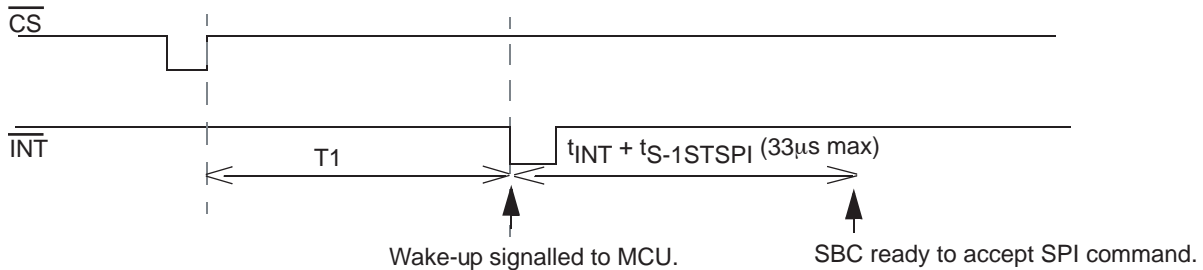 CS
INT
T1
tINT + tS-1STSPI (33μs max)
Wake-up signalled to MCU.
SBC ready to accept SPI command.